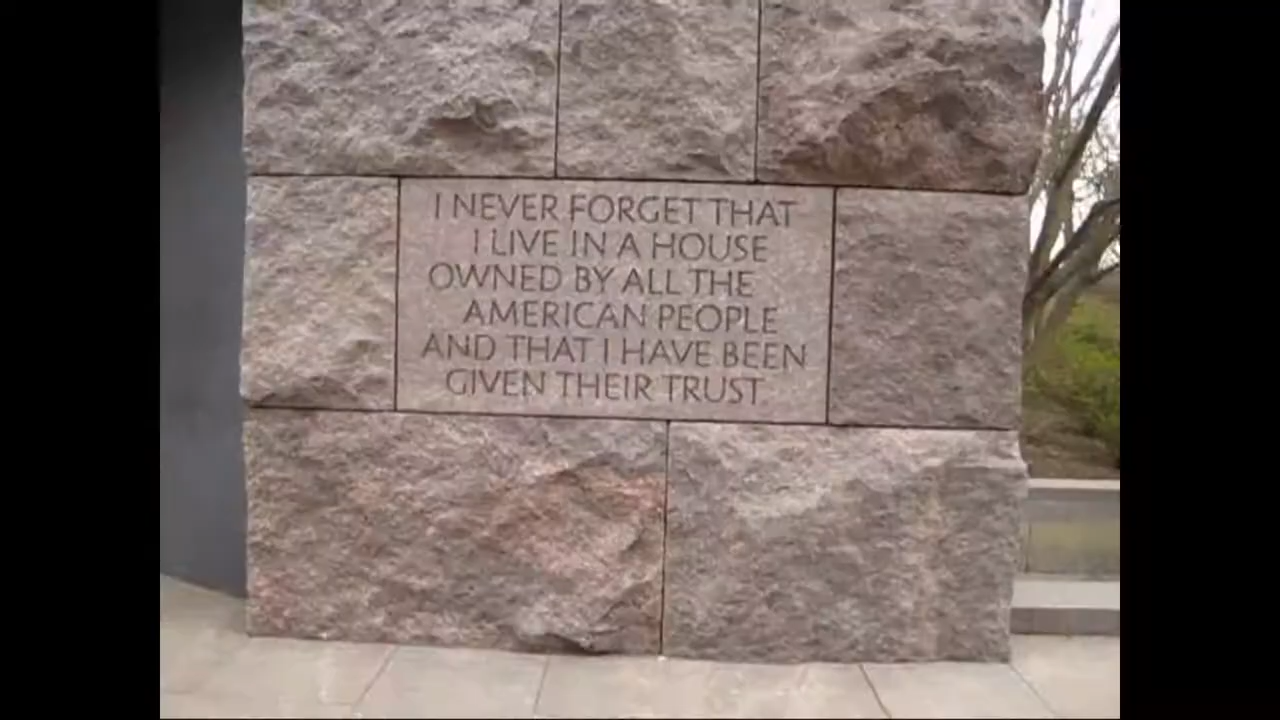 I NEVER FORGET THAT
I LIVE IN A HOUSE
OWNED BY ALL THE
AMERICAN PEOPLE
AND THAT I HAVE BEEN
GIVEN THEIR TRUST